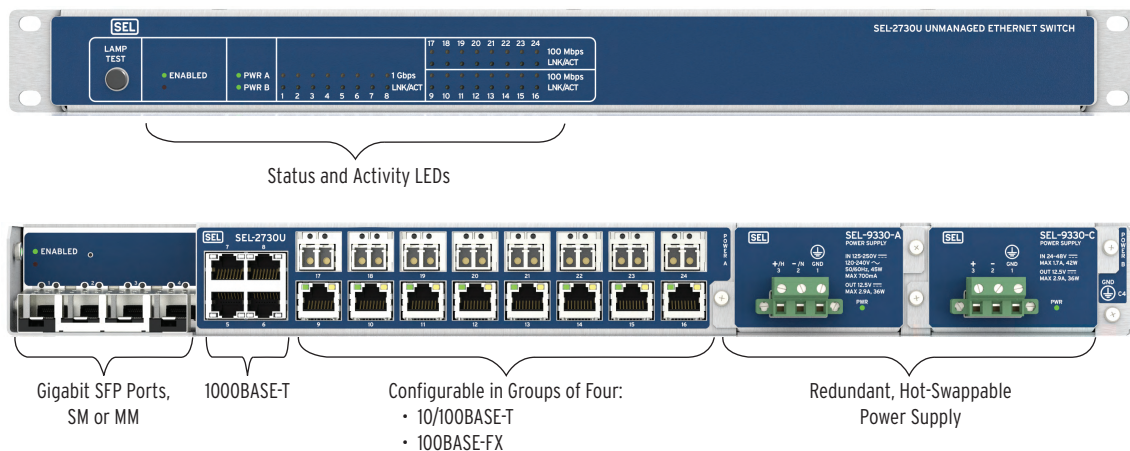 SEL
SEL-2730U UNMANAGED ETHERNET SWITCH
LAMP
TEST
ENABLED
PWR A
PWR B
1 Gbps
LNK/ACT
1 2 3 4 5 6 7 8
17 18 19 20 21 22 23 24
100 Mbps
LNK/ACT
100 Mbps
LNK/ACT
9 10 11 12 13 14 15 16
Status and Activity LEDs
ENABLED
1 2 3 4
SEL SEL-2730U
7 8
5 6
17 18 19 20 21 22 23 24
9 10 11 12 13 14 15 16
POWER A
SEL
SEL-9330-A
POWER SUPPLY
IN 125-250V
120-240V
50/60Hz, 45W
MAX 700mA
OUT 12.5V
MAX 2.9A, 36W
+/H -/N GND
3 2 1
PWR
SEL
SEL-9330-C
POWER SUPPLY
IN 24-48V
MAX 1.7A, 42W
OUT 12.5V
MAX 2.9A, 36W
+ - GND
3 2 1
PWR
POWER B
GND
C4
Gigabit SFP Ports,
SM or MM
1000BASE-T
Configurable in Groups of Four:
• 10/100BASE-T
• 100BASE-FX
Redundant, Hot-Swappable
Power Supply